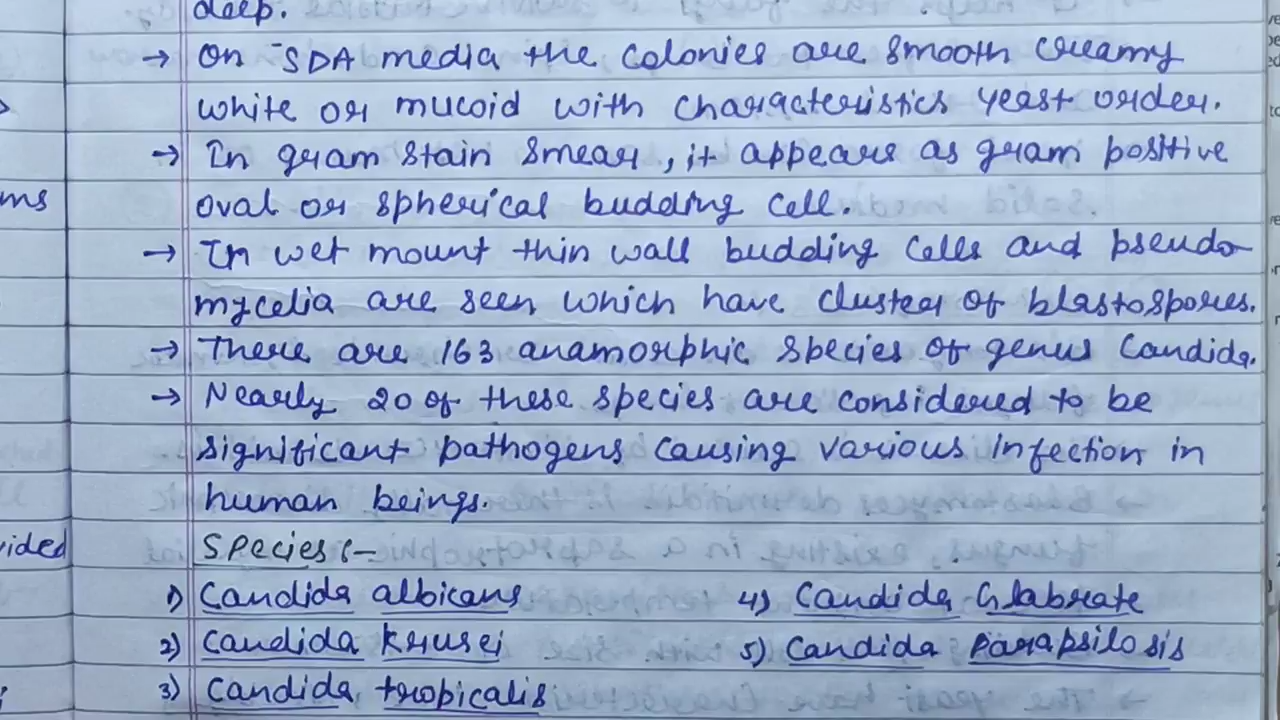 deep.
→ On SDA media the colonies are smooth creamy
white or mucoid with characteristics yeast order.
→ In gram stain smear, it appears as gram positive
ms
oval or spherical budding cell.
→ In wet mount thin wall budding cells and pseudo
mycelia are seen which have cluster of blastospores.
→ There are 163 anamorphic species of genus Candida.
→ Nearly 20 of these species are considered to be
significant pathogens causing various infection in
human beings.
vided
Species :-
1) Candida albicans
4) Candida Glabrate
2) Candida Krusei
5) Candida Parapsilosis
3) Candida tropicalis